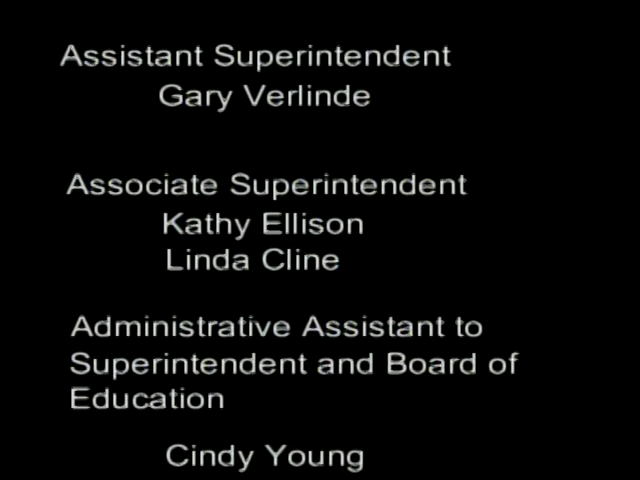 Assistant Superintendent
Gary Verlinde
Associate Superintendent
Kathy Ellison
Linda Cline
Administrative Assistant to
Superintendent and Board of
Education
Cindy Young